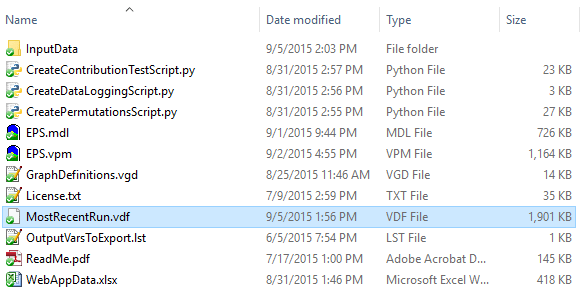 Name Date modified Type Size
InputData 9/5/2015 2:03 PM File folder
CreateContributionTestScript.py 8/31/2015 2:57 PM Python File 23 KB
CreateDataLoggingScript.py 8/31/2015 2:56 PM Python File 3 KB
CreatePermutationsScript.py 8/31/2015 2:55 PM Python File 27 KB
EPS.mdl 9/1/2015 9:44 PM MDL File 726 KB
EPS.vpm 9/2/2015 4:55 PM VPM File 1,164 KB
GraphDefinitions.vgd 8/25/2015 11:46 AM VGD File 14 KB
License.txt 7/9/2015 2:59 PM TXT File 35 KB
MostRecentRun.vdf 9/5/2015 1:56 PM VDF File 1,901 KB
OutputVarsToExport.lst 6/5/2015 7:54 PM LST File 1 KB
ReadMe.pdf 7/17/2015 1:00 PM Adobe Acrobat D... 145 KB
WebAppData.xlsx 8/31/2015 1:46 PM Microsoft Excel W... 418 KB